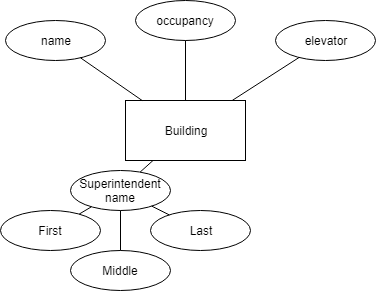 occupancy
name
elevator
Building
Superintendent
name
First
Last
Middle